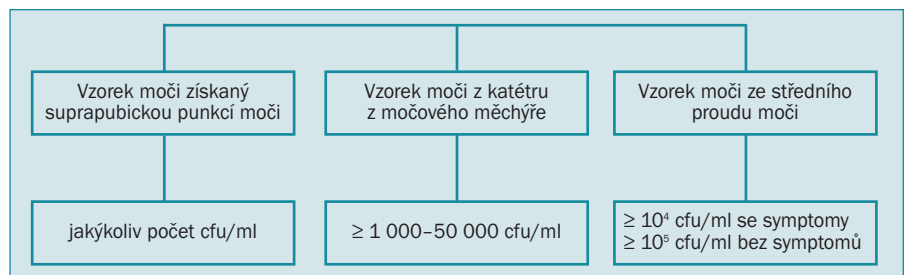 Vzorek moči získaný
suprapubickou punkcí moči
Vzorek moči z katétru
z močového měchýře
Vzorek moči ze středního
proudu moči
jakýkoliv počet cfu/ml
≥ 1 000–50 000 cfu/ml
≥ 10⁴ cfu/ml se symptomy
≥ 10⁵ cfu/ml bez symptomů